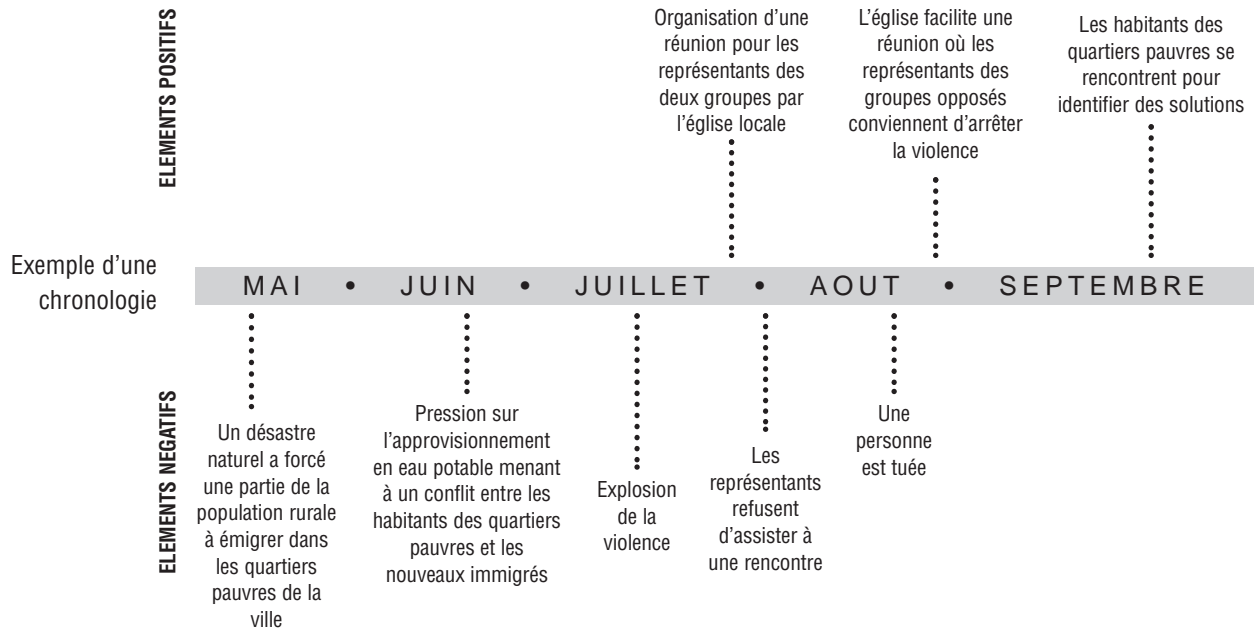 ELEMENTS POSITIFS
Organisation d’une
réunion pour les
représentants des
deux groupes par
l’église locale
L’église facilite une
réunion où les
représentants des
groupes opposés
conviennent d’arrêter
la violence
Les habitants des
quartiers pauvres se
rencontrent pour
identifier des solutions
Exemple d’une
chronologie
MAI • JUIN • JUILLET • AOUT • SEPTEMBRE
ELEMENTS NEGATIFS
Un désastre
naturel a forcé
une partie de la
population rurale
à émigrer dans
les quartiers
pauvres de la
ville
Pression sur
l’approvisionnement
en eau potable menant
à un conflit entre les
habitants des quartiers
pauvres et les
nouveaux immigrés
Explosion
de la
violence
Les
représentants
refusent
d’assister à
une rencontre
Une
personne
est tuée